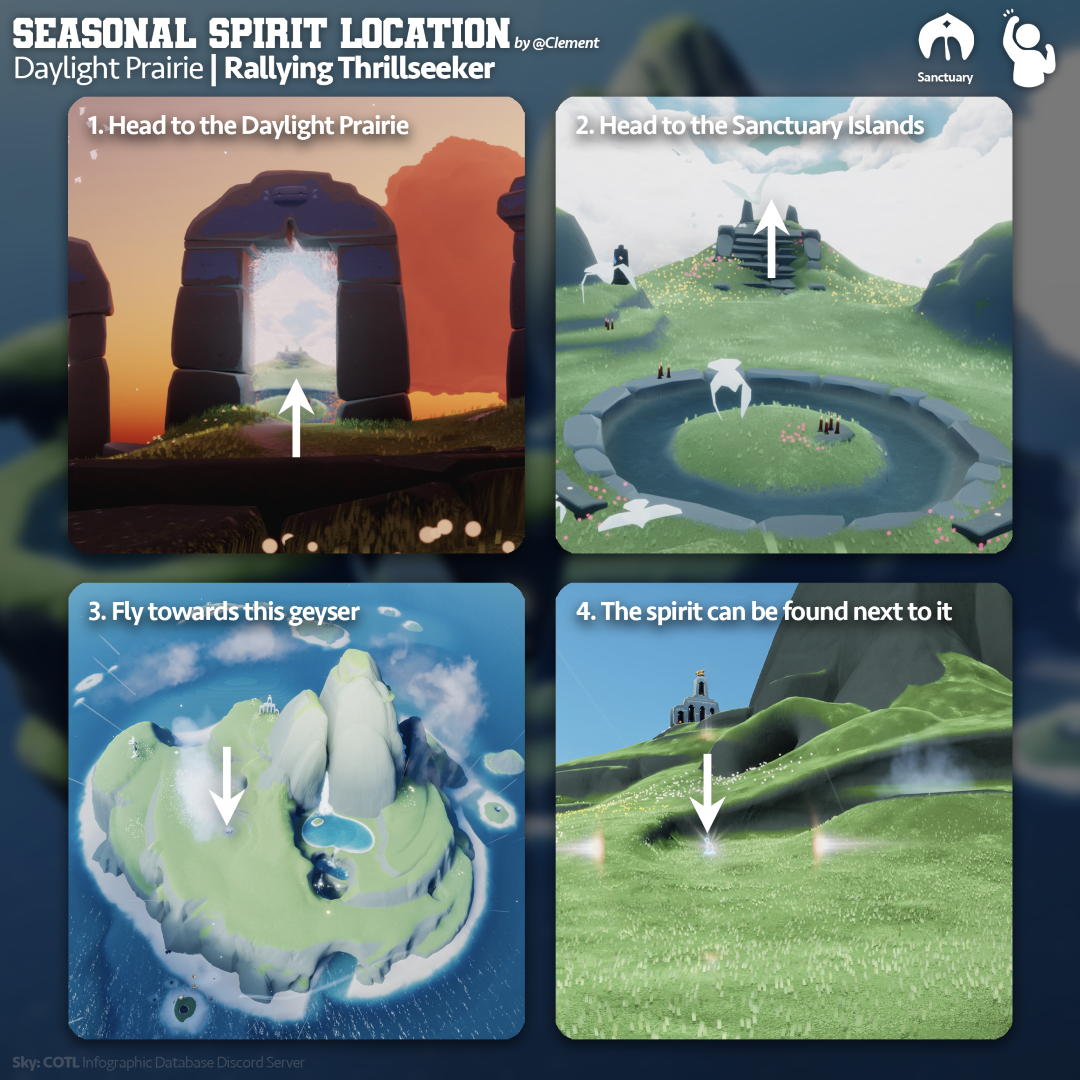 SEASONAL SPIRIT LOCATION by @Clement
Daylight Prairie | Rallying Thrillseeker
Sanctuary
1. Head to the Daylight Prairie
2. Head to the Sanctuary Islands
3. Fly towards this geyser
4. The spirit can be found next to it
Sky: COTL Infographic Database Discord Server